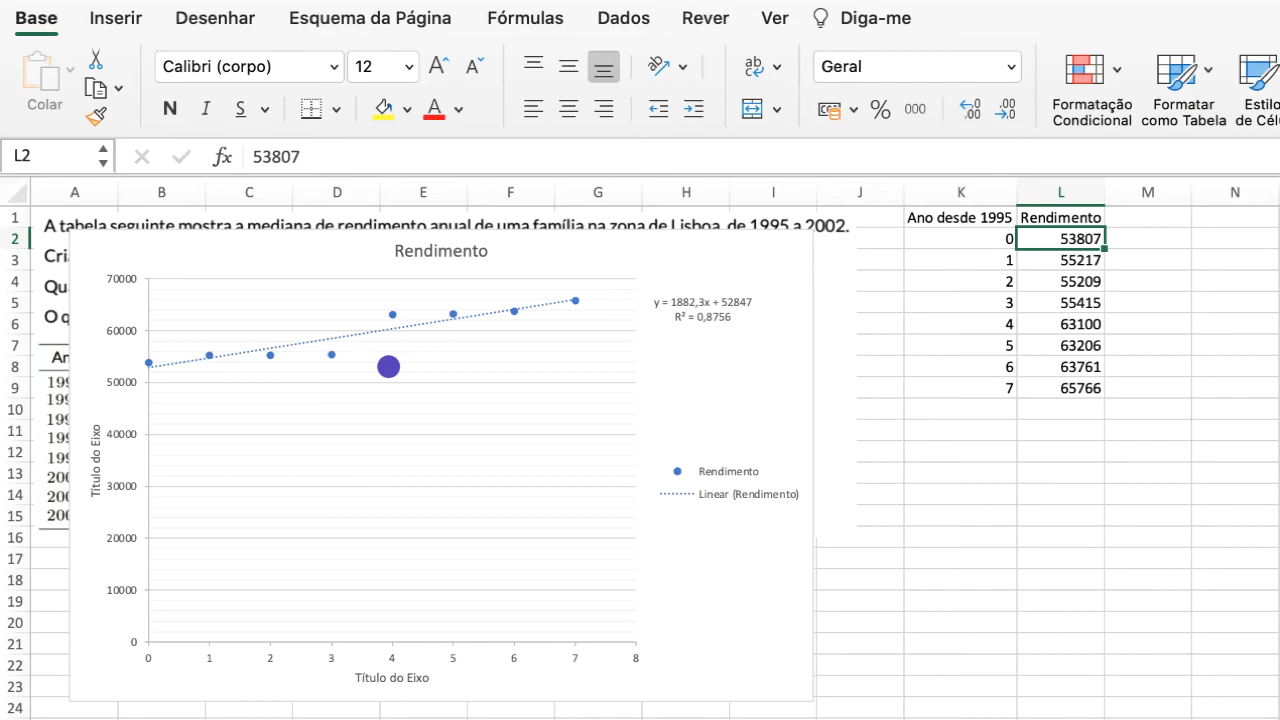 Base Inserir Desenhar Esquema da Página Fórmulas Dados Rever Ver Diga-me
Colar
Calibri (corpo) 12
N I S
A A
ab c
Geral
% 000
Formatação Condicional
Formatar como Tabela
Estilo
de Célu
L2 fx 53807
A B C D E F G H I J K L M N
1 A tabela seguinte mostra a mediana de rendimento anual de uma família na zona de Lisboa, de 1995 a 2002. Ano desde 1995 Rendimento
2 0 53807
3 1 55217
4 2 55209
5 3 55415
6 4 63100
7 5 63206
8 6 63761
9 7 65766
10
11
12
13
14
15
16
17
18
19
20
21
22
23
24
Rendimento
y = 1882,3x + 52847
R² = 0,8756
70000
60000
50000
40000
30000
20000
10000
0
Título do Eixo
0 1 2 3 4 5 6 7 8
Título do Eixo
Rendimento
Linear (Rendimento)